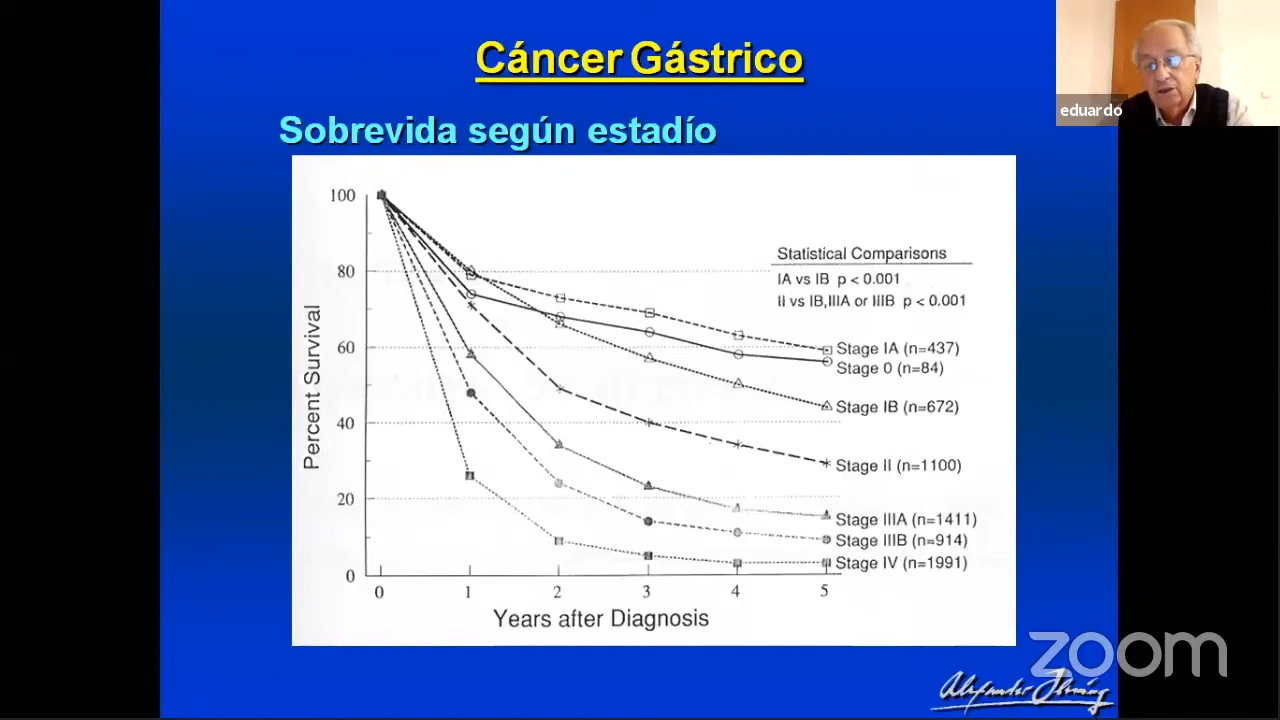 Cáncer Gástrico
eduardo
Sobrevida según estadío
100
80
60
40
20
0
Percent Survival
Statistical Comparisons
IA vs IB p < 0.001
II vs IB,IIIA or IIIB p < 0.001
Stage IA (n=437)
Stage 0 (n=84)
Stage IB (n=672)
Stage II (n=1100)
Stage IIIA (n=1411)
Stage IIIB (n=914)
Stage IV (n=1991)
0 1 2 3 4 5
Years after Diagnosis
zoom
Alexander Fleming